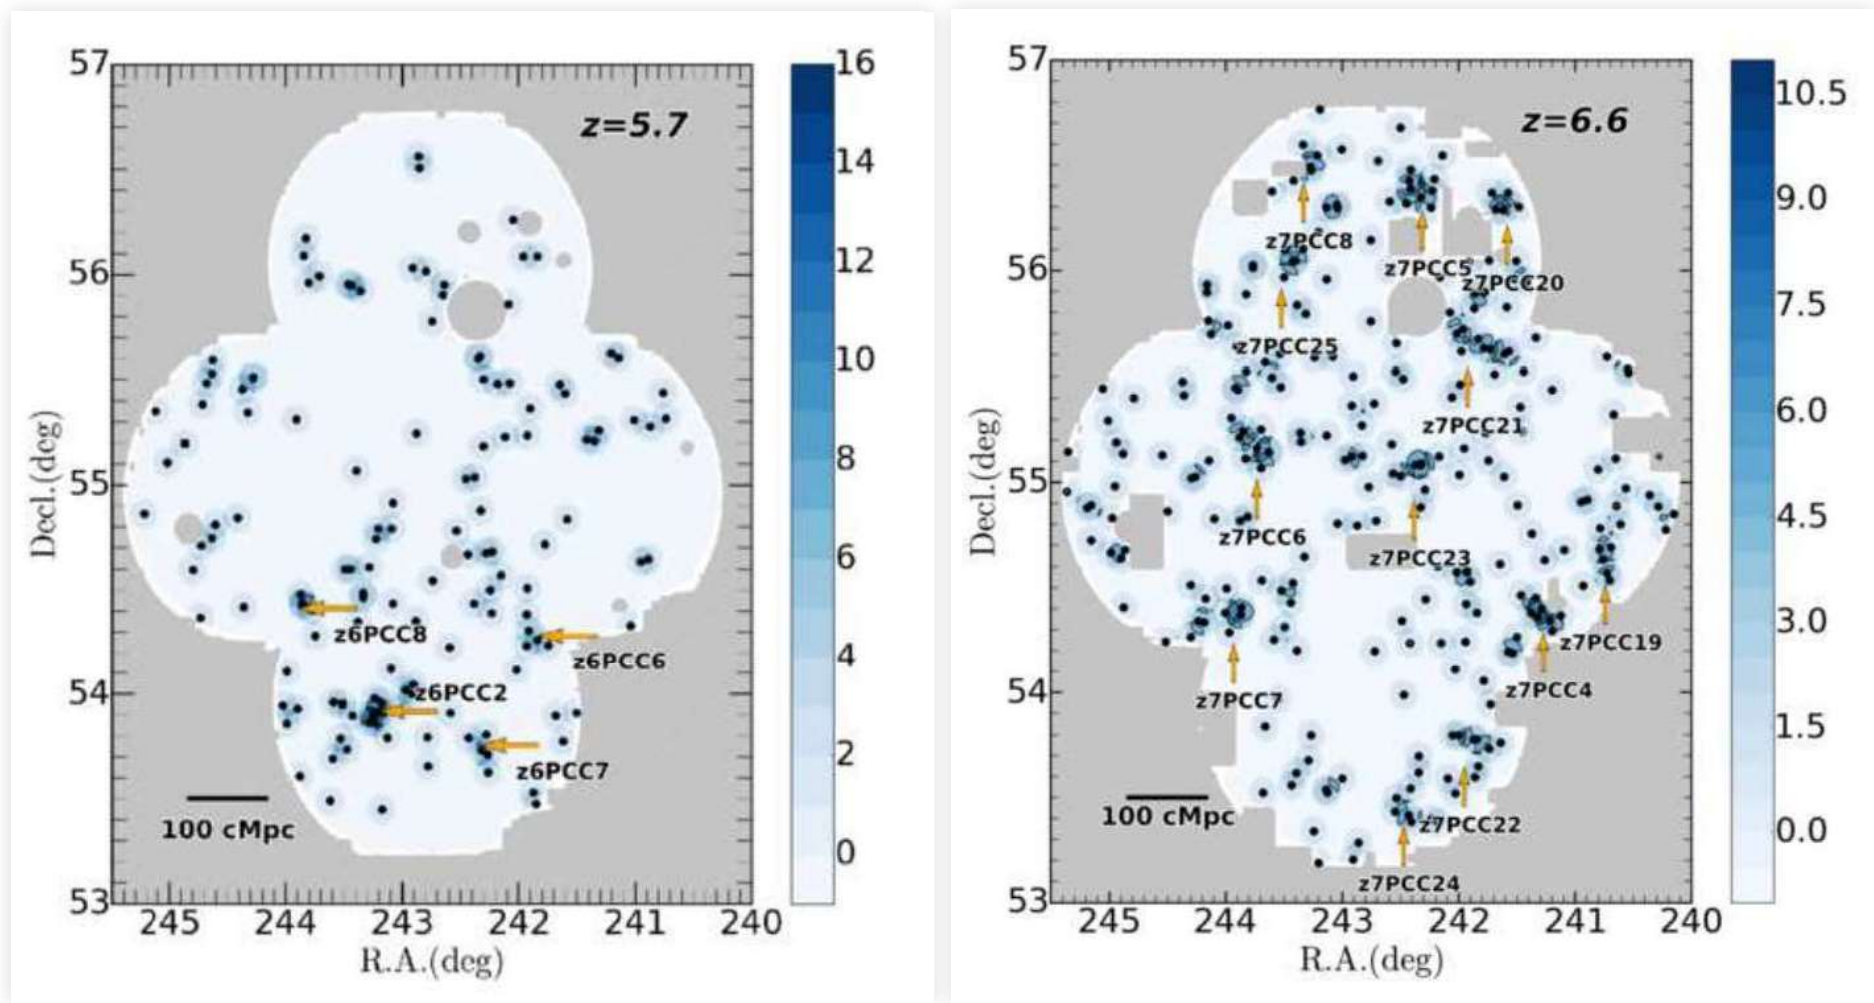 57
56
55
54
53
Decl.(deg)
245
244
243
242
241
240
R.A.(deg)
z=5.7
z6PCC8
z6PCC6
z6PCC2
z6PCC7
100 cMpc
16
14
12
10
8
6
4
2
0
57
56
55
54
53
Decl.(deg)
245
244
243
242
241
240
R.A.(deg)
z=6.6
z7PCC8
z7PCC5
z7PCC20
z7PCC25
z7PCC21
z7PCC6
z7PCC23
z7PCC19
z7PCC7
z7PCC4
z7PCC22
z7PCC24
100 cMpc
10.5
9.0
7.5
6.0
4.5
3.0
1.5
0.0